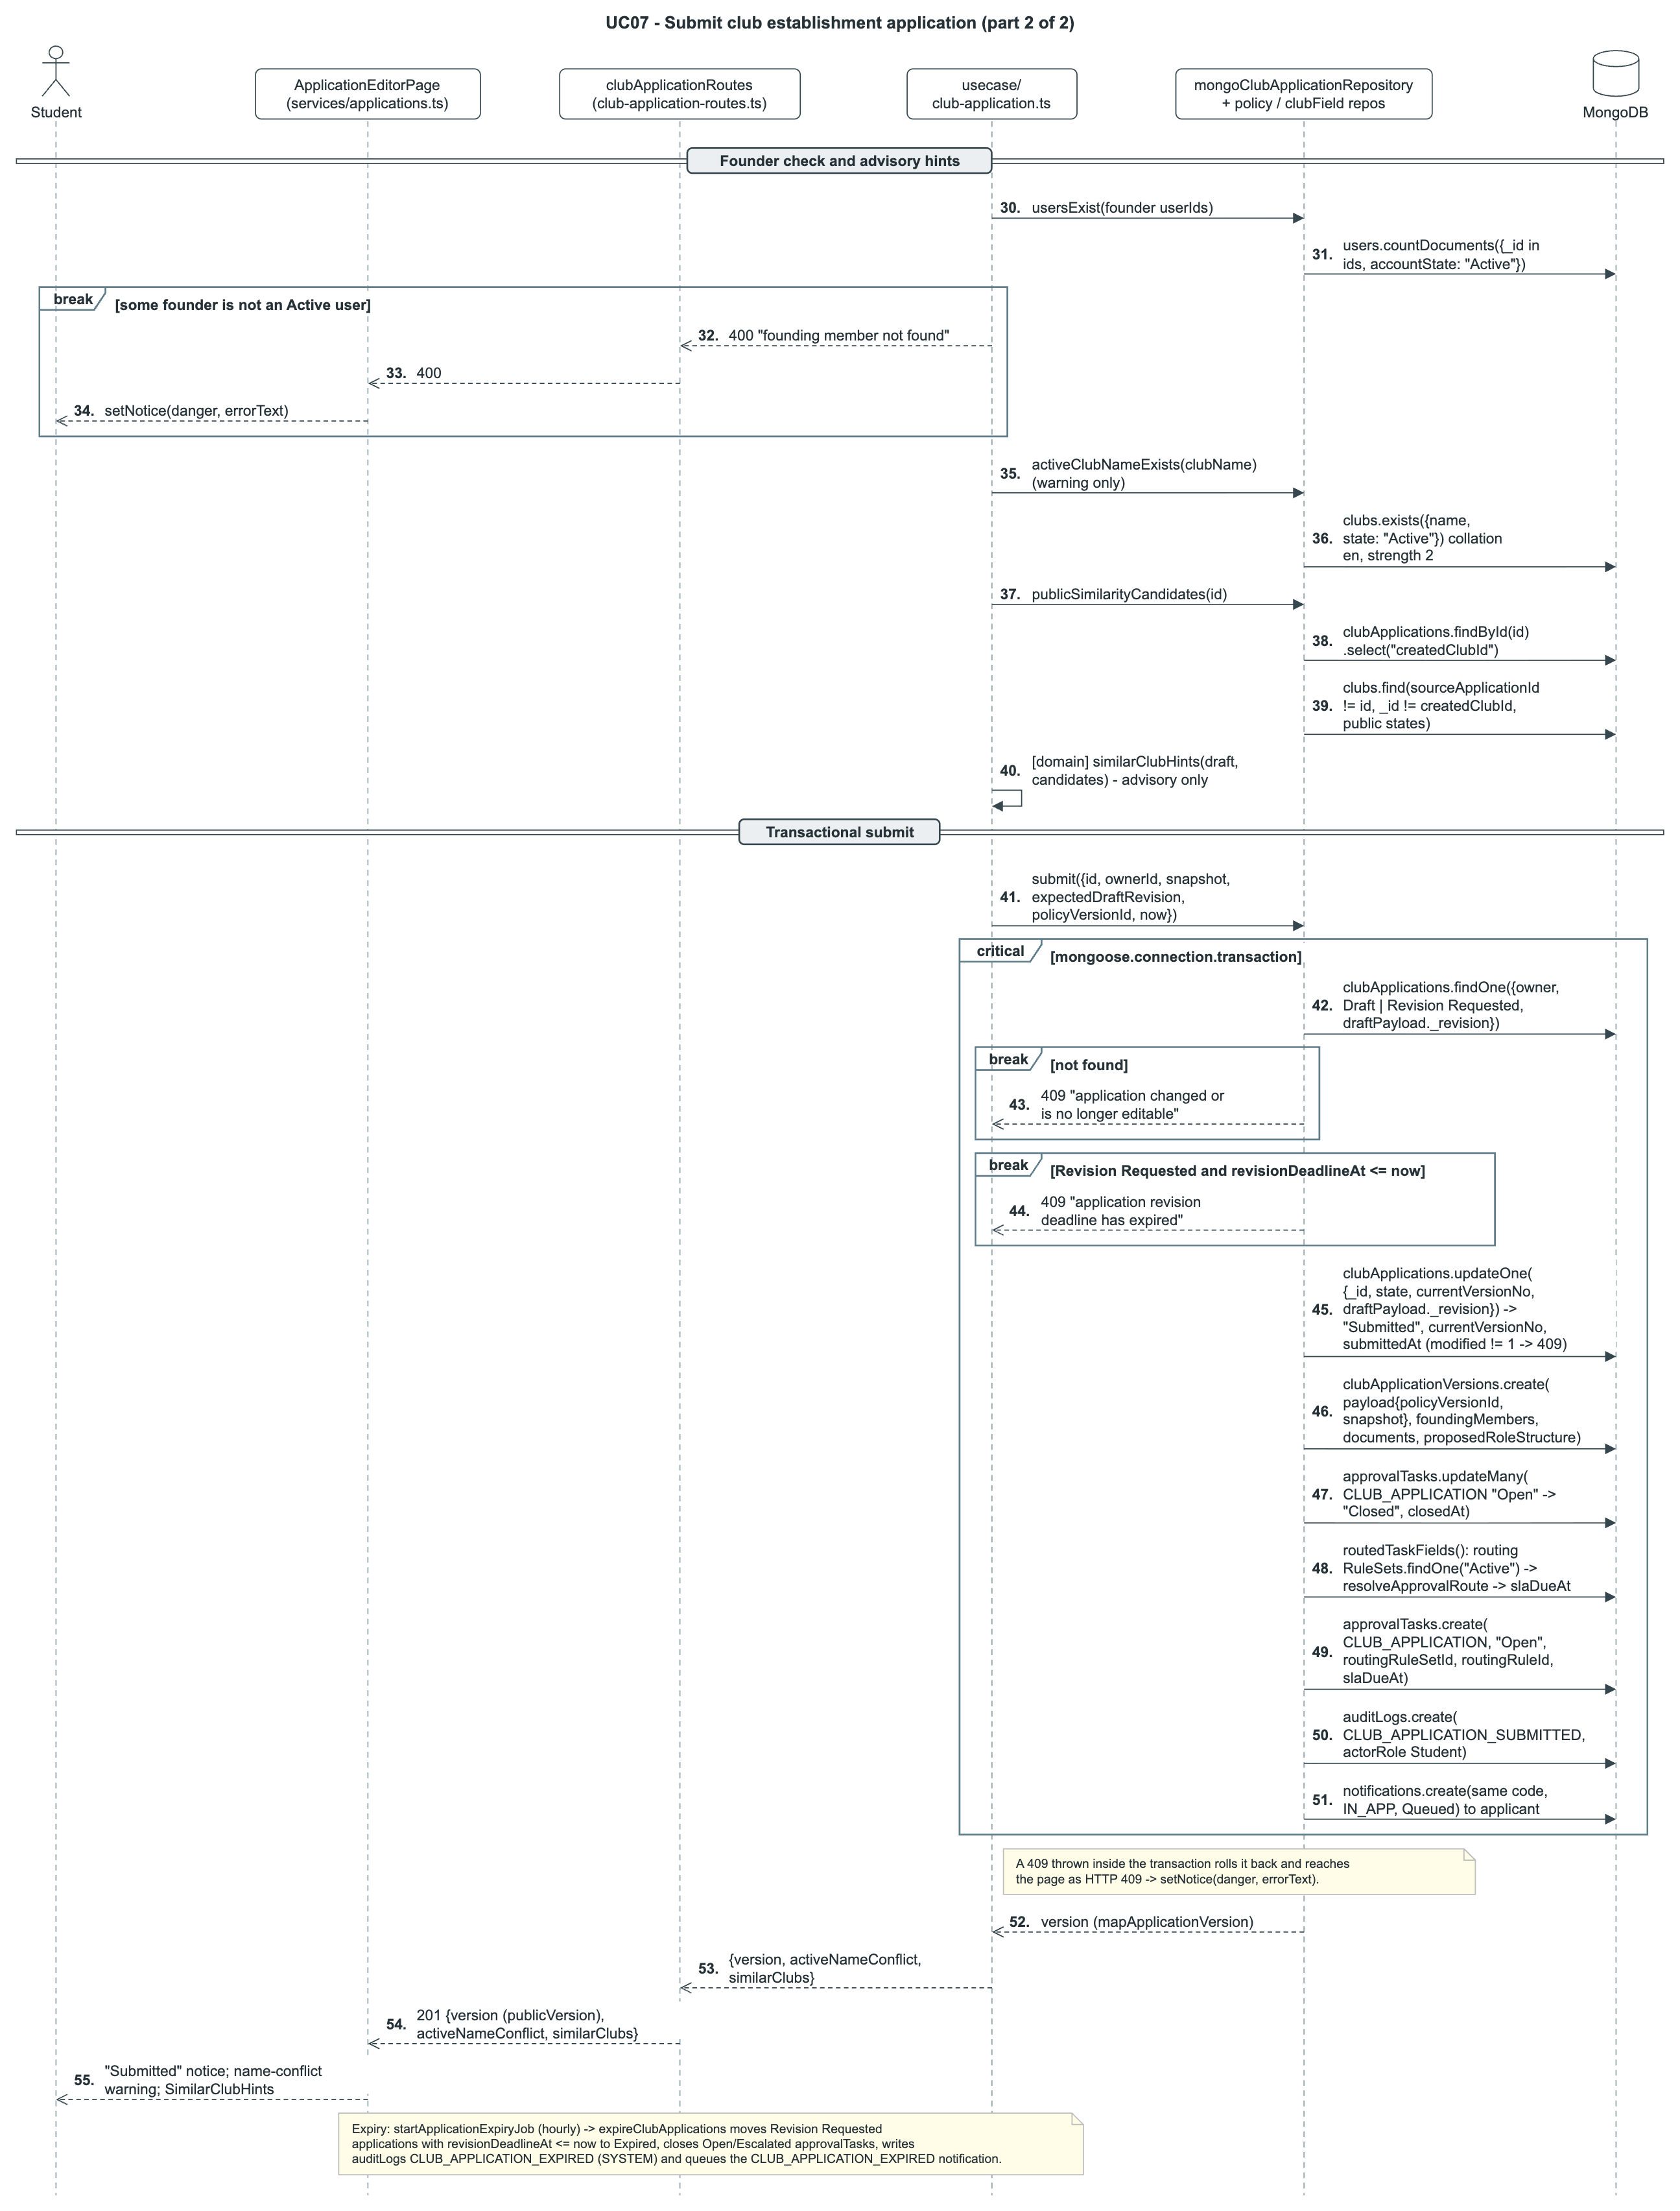 UC07 - Submit club establishment application (part 2 of 2)
Student
ApplicationEditorPage
(services/applications.ts)
clubApplicationRoutes
(club-application-routes.ts)
usecase/
club-application.ts
mongoClubApplicationRepository
+ policy / clubField repos
MongoDB
Founder check and advisory hints
30. usersExist(founder userIds)
31. users.countDocuments({_id in
ids, accountState: "Active"})
break [some founder is not an Active user]
32. 400 "founding member not found"
33. 400
34. setNotice(danger, errorText)
35. activeClubNameExists(clubName)
(warning only)
36. clubs.exists({name,
state: "Active"}) collation
en, strength 2
37. publicSimilarityCandidates(id)
38. clubApplications.findById(id)
.select("createdClubId")
39. clubs.find(sourceApplicationId
!= id, _id != createdClubId,
public states)
40. [domain] similarClubHints(draft,
candidates) - advisory only
Transactional submit
41. submit({id, ownerId, snapshot,
expectedDraftRevision,
policyVersionId, now})
critical [mongoose.connection.transaction]
42. clubApplications.findOne({owner,
Draft | Revision Requested,
draftPayload._revision})
break [not found]
43. 409 "application changed or
is no longer editable"
break [Revision Requested and revisionDeadlineAt <= now]
44. 409 "application revision
deadline has expired"
45. clubApplications.updateOne(
{_id, state, currentVersionNo,
draftPayload._revision}) ->
"Submitted", currentVersionNo,
submittedAt (modified != 1 -> 409)
46. clubApplicationVersions.create(
payload{policyVersionId,
snapshot}, foundingMembers,
documents, proposedRoleStructure)
47. approvalTasks.updateMany(
CLUB_APPLICATION "Open" ->
"Closed", closedAt)
48. routedTaskFields(): routing
RuleSets.findOne("Active") ->
resolveApprovalRoute -> slaDueAt
49. approvalTasks.create(
CLUB_APPLICATION, "Open",
routingRuleSetId, routingRuleId,
slaDueAt)
50. auditLogs.create(
CLUB_APPLICATION_SUBMITTED,
actorRole Student)
51. notifications.create(same code,
IN_APP, Queued) to applicant
A 409 thrown inside the transaction rolls it back and reaches
the page as HTTP 409 -> setNotice(danger, errorText).
52. version (mapApplicationVersion)
53. {version, activeNameConflict,
similarClubs}
54. 201 {version (publicVersion),
activeNameConflict, similarClubs}
55. "Submitted" notice; name-conflict
warning; SimilarClubHints
Expiry: startApplicationExpiryJob (hourly) -> expireClubApplications moves Revision Requested
applications with revisionDeadlineAt <= now to Expired, closes Open/Escalated approvalTasks, writes
auditLogs CLUB_APPLICATION_EXPIRED (SYSTEM) and queues the CLUB_APPLICATION_EXPIRED notification.